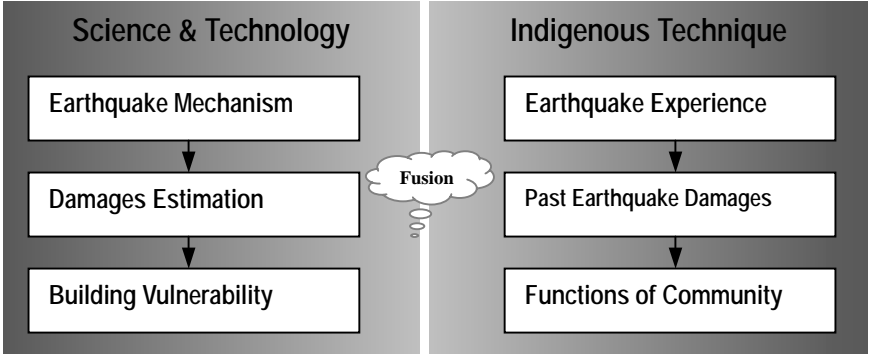 Science & Technology
Earthquake Mechanism
Damages Estimation
Building Vulnerability
Fusion
Indigenous Technique
Earthquake Experience
Past Earthquake Damages
Functions of Community